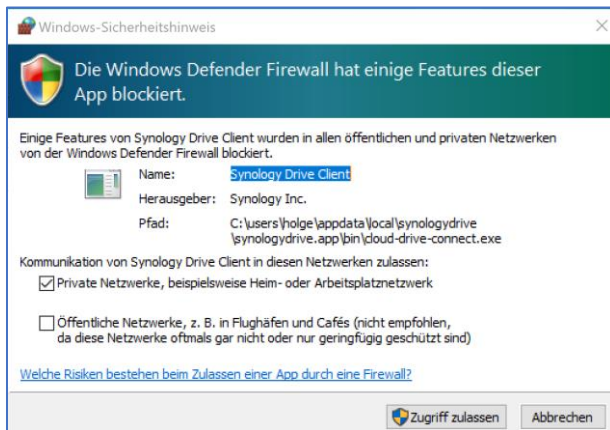 Windows-Sicherheitshinweis
Die Windows Defender Firewall hat einige Features dieser
App blockiert.
Einige Features von Synology Drive Client wurden in allen öffentlichen und privaten Netzwerken
von der Windows Defender Firewall blockiert.
Name: Synology Drive Client
Herausgeber: Synology Inc.
Pfad: C:\users\holge\appdata\local\synologydrive
\synologydrive.app\bin\cloud-drive-connect.exe
Kommunikation von Synology Drive Client in diesen Netzwerken zulassen:
Private Netzwerke, beispielsweise Heim- oder Arbeitsplatznetzwerk
Öffentliche Netzwerke, z. B. in Flughäfen und Cafés (nicht empfohlen,
da diese Netzwerke oftmals gar nicht oder nur geringfügig geschützt sind)
Welche Risiken bestehen beim Zulassen einer App durch eine Firewall?
Zugriff zulassen Abbrechen